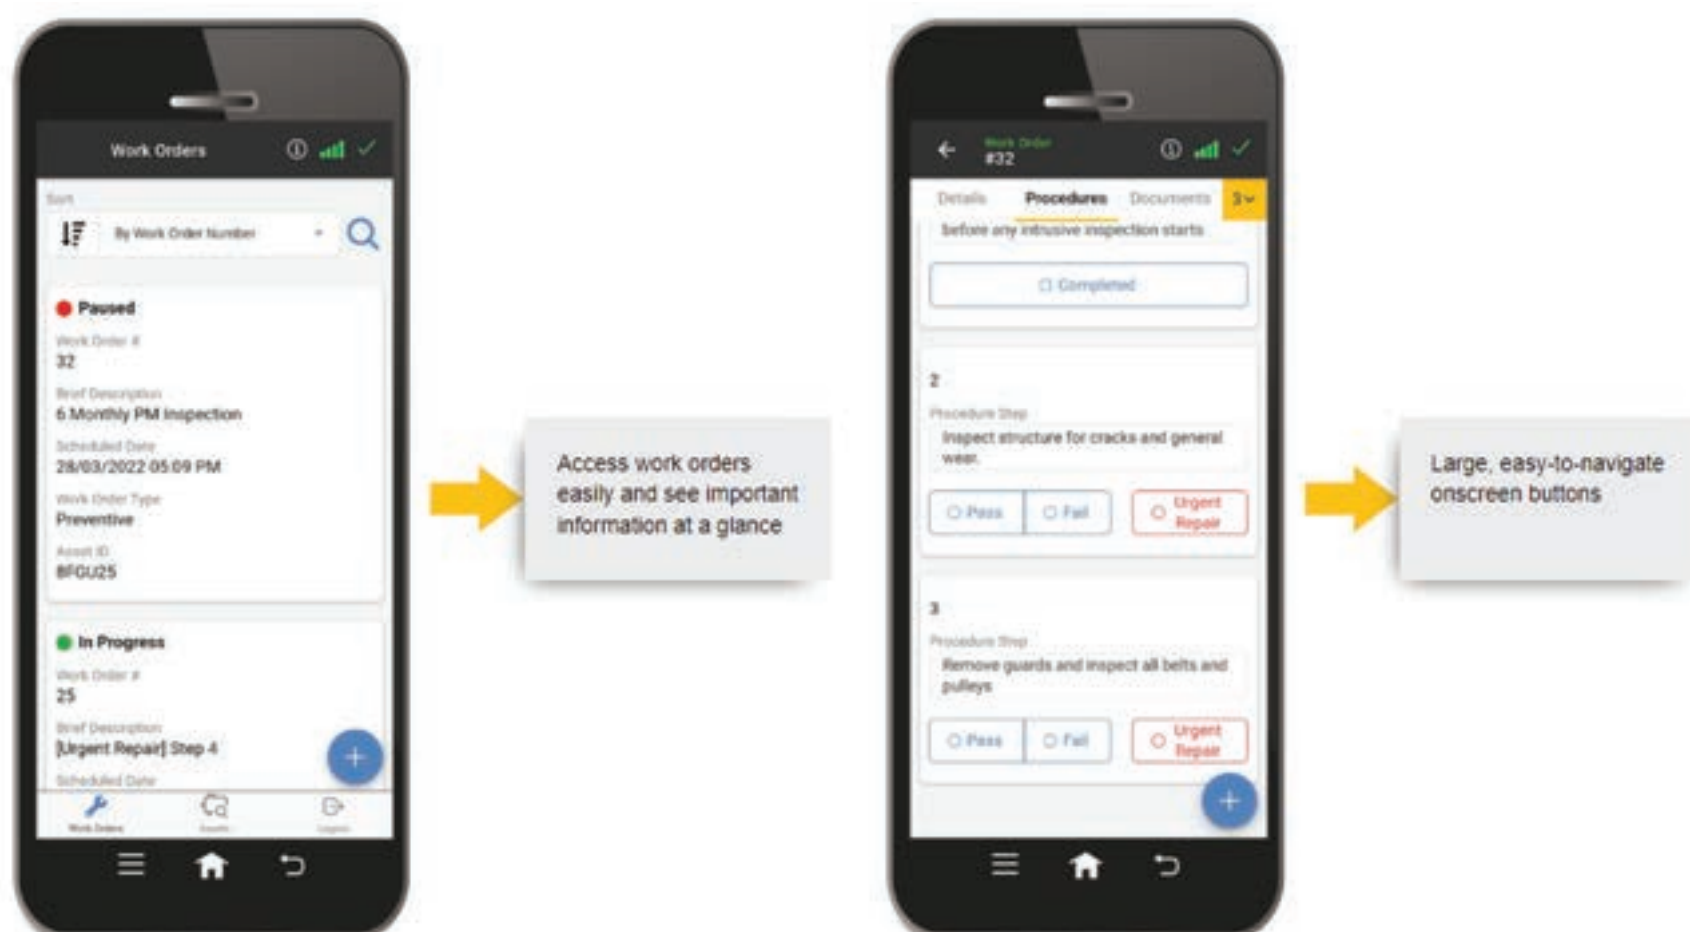 Work Orders
Sort
By Work Order Number
Paused
Work Order #
32
Brief Description
6 Monthly PM Inspection
Scheduled Date
28/03/2022 05:09 PM
Work Order Type
Preventive
Asset ID
BFGU25
In Progress
Work Order #
25
Brief Description
[Urgent Repair] Step 4
Scheduled Date
Work Orders
Assets
Logout
Access work orders
easily and see important
information at a glance
Work Order
#32
Details Procedures Documents 3
before any intrusive inspection starts
Completed
2
Procedure Step
Inspect structure for cracks and general
wear.
Pass Fail Urgent
Repair
3
Procedure Step
Remove guards and inspect all belts and
pulleys
Pass Fail Urgent
Repair
Large, easy-to-navigate
onscreen buttons